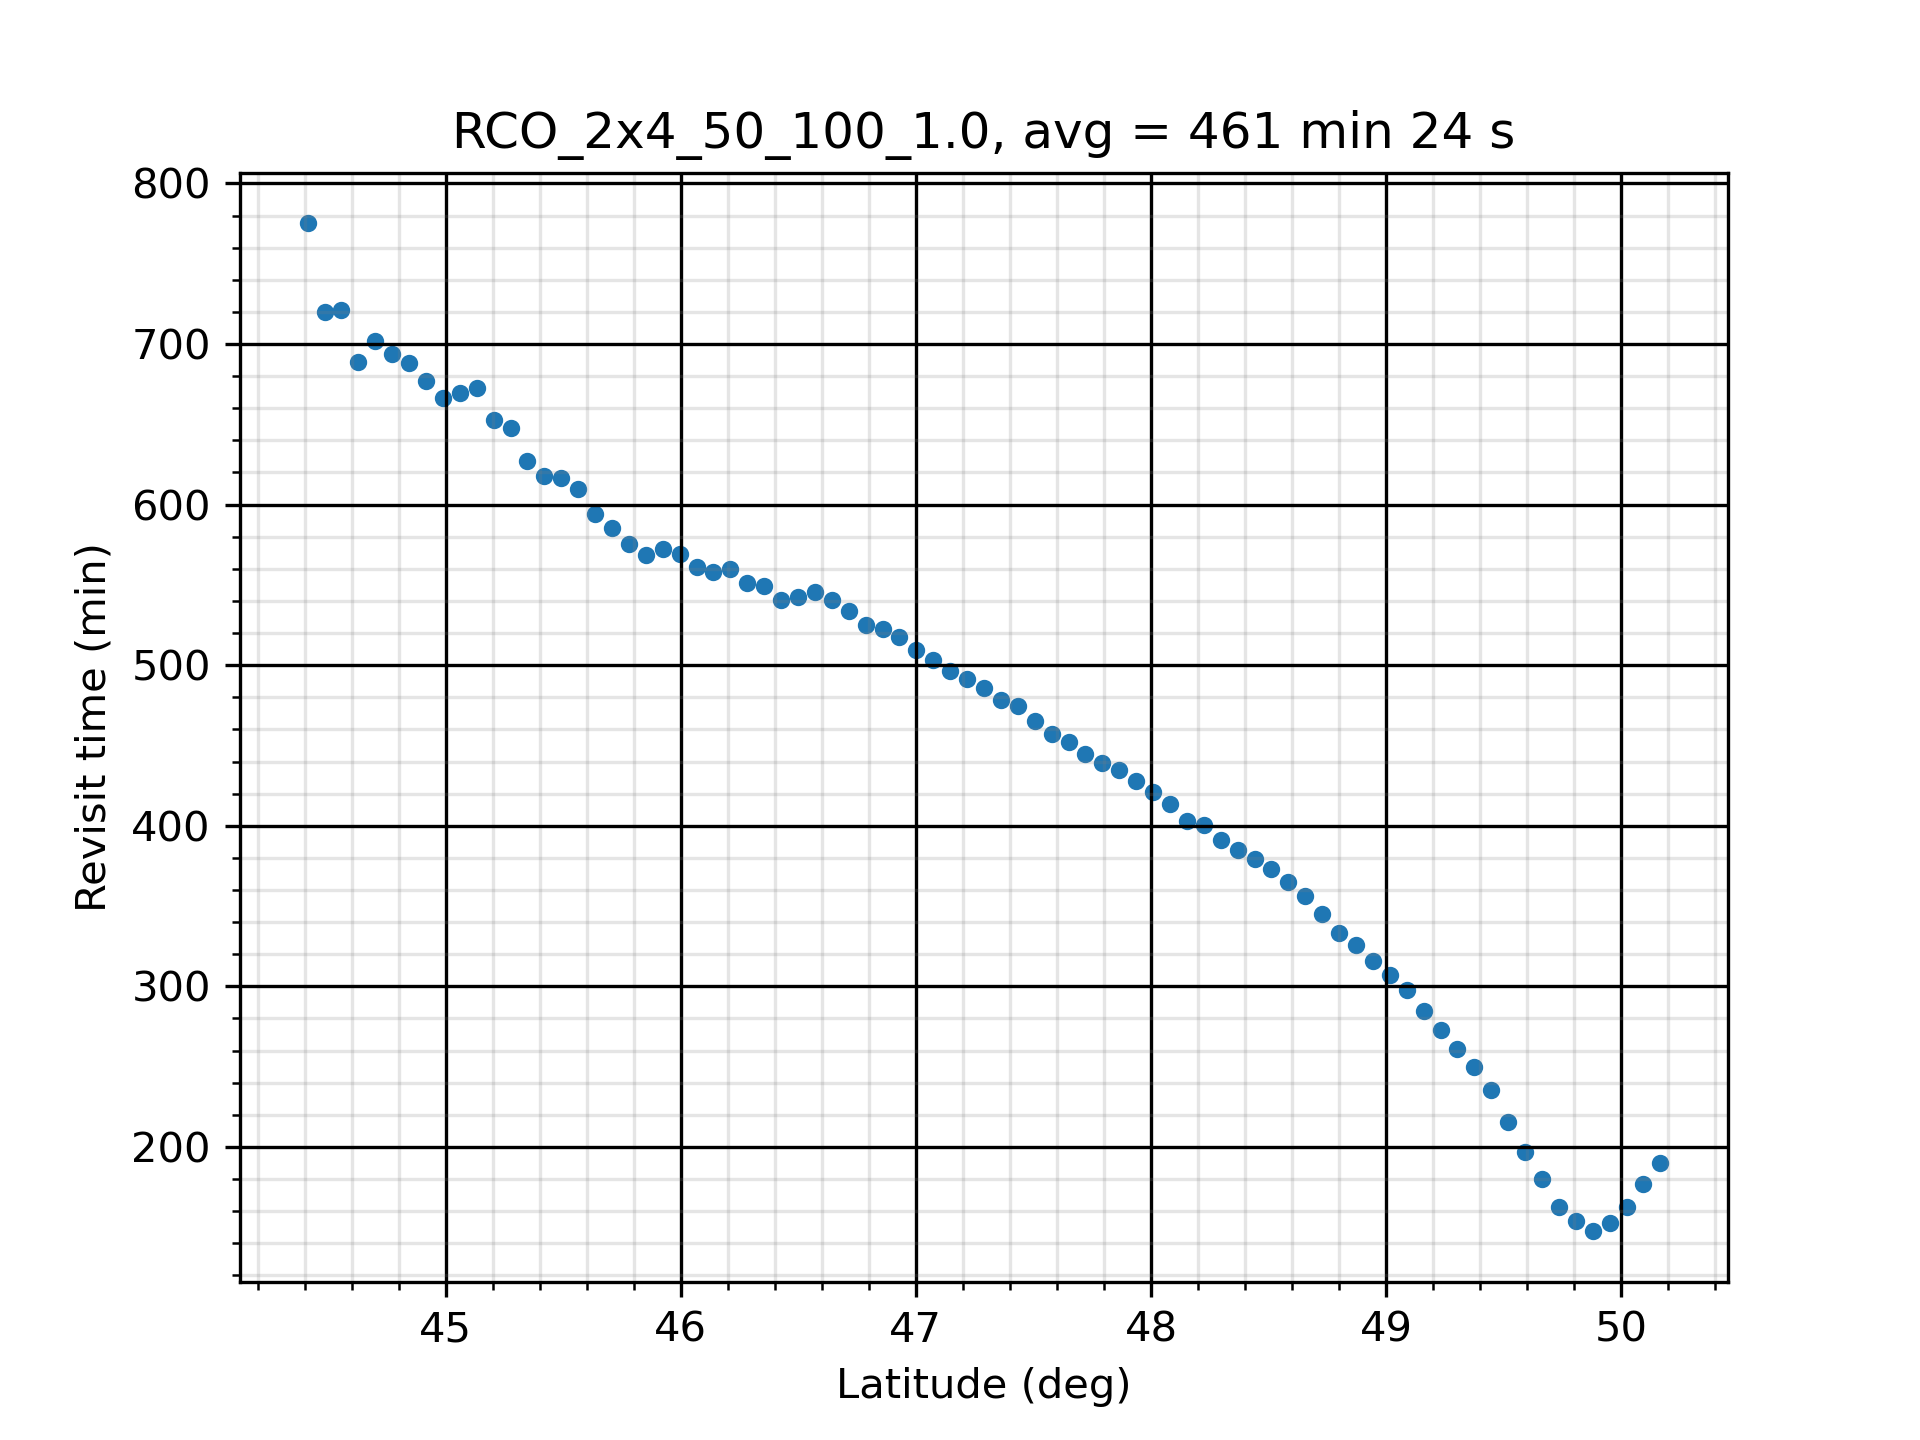 RCO_2x4_50_100_1.0, avg = 461 min 24 s
800
700
600
500
400
300
200
Revisit time (min)
45 46 47 48 49 50
Latitude (deg)